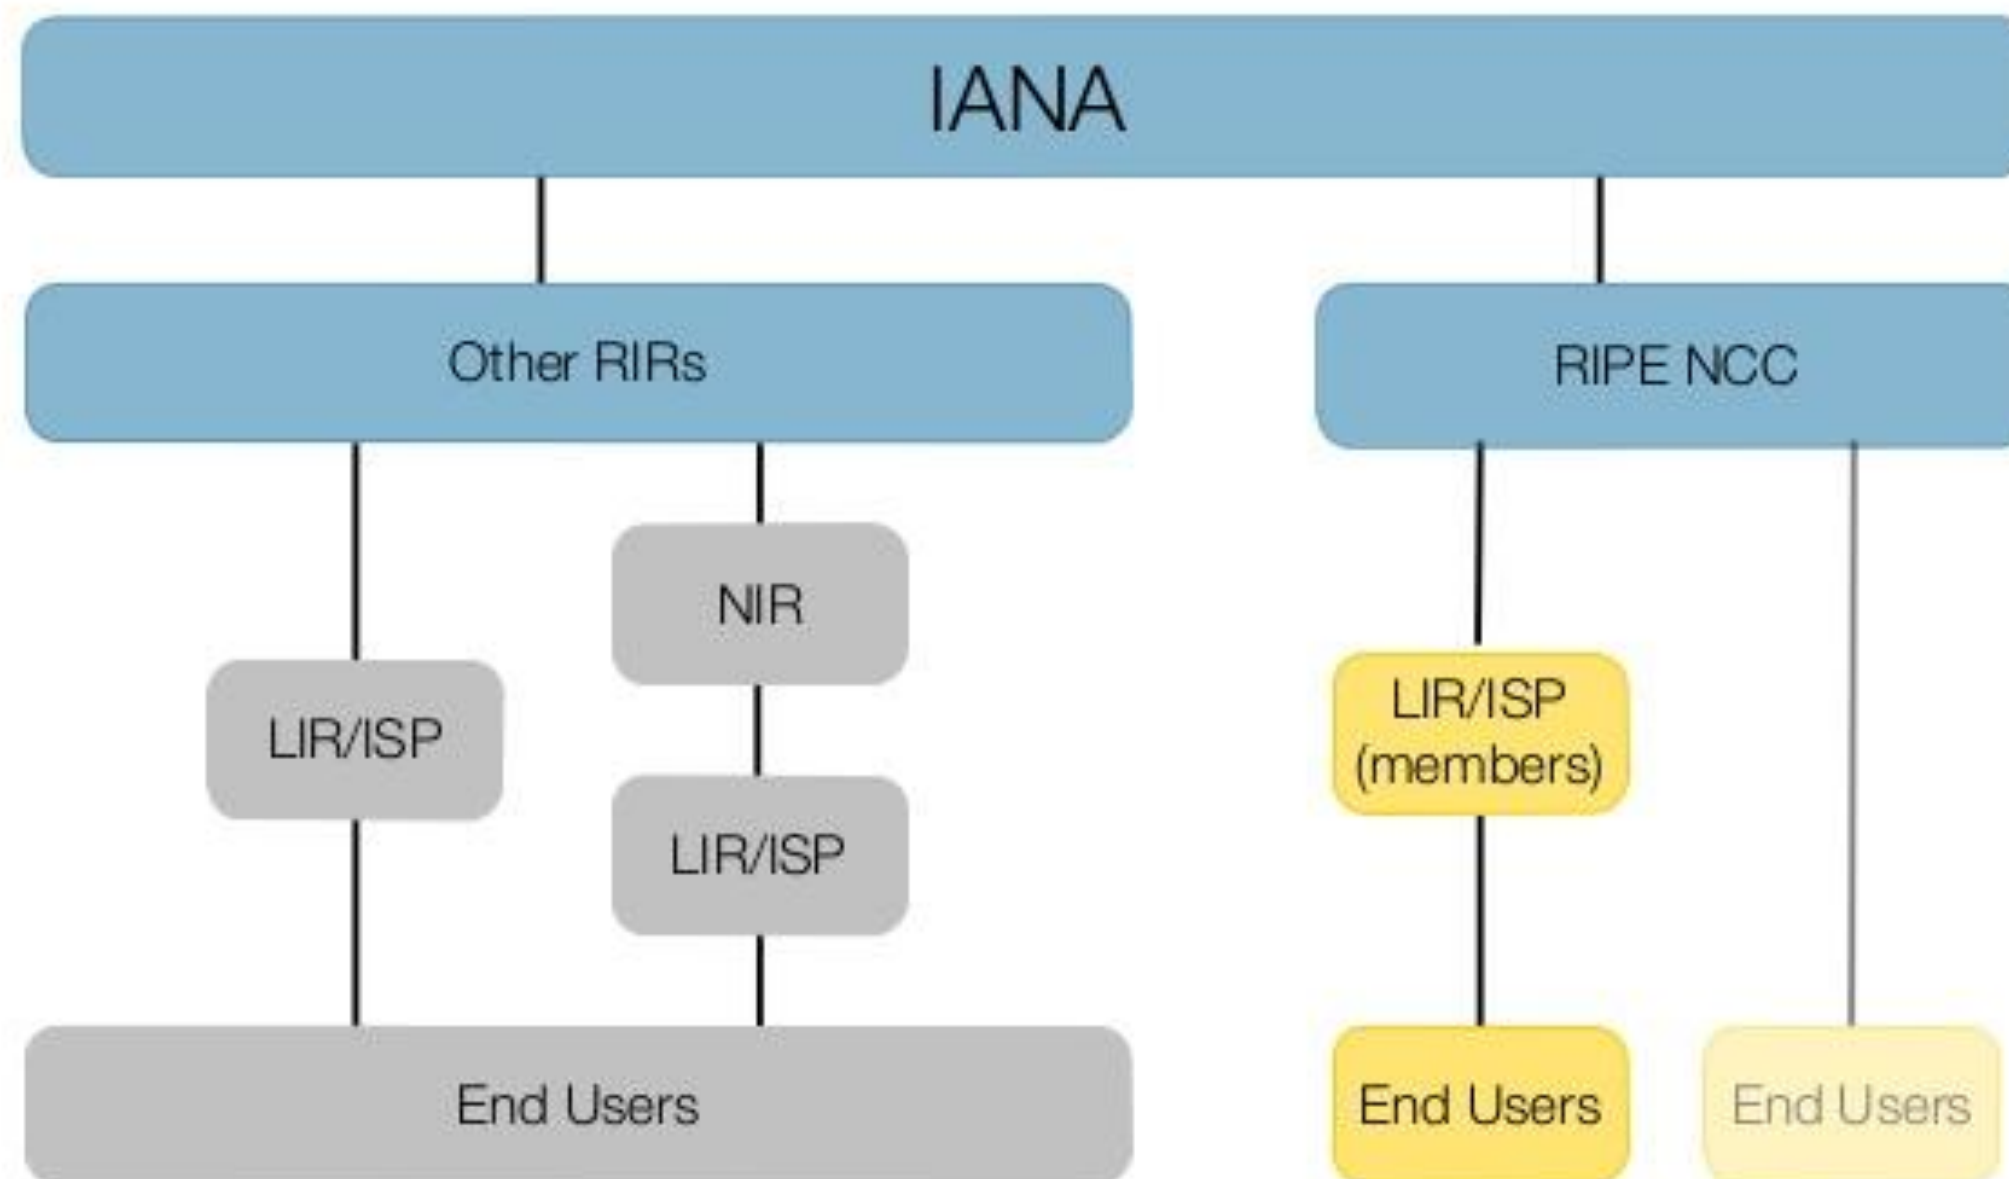 IANA
Other RIRs
RIPE NCC
NIR
LIR/ISP
(members)
LIR/ISP
LIR/ISP
End Users
End Users
End Users